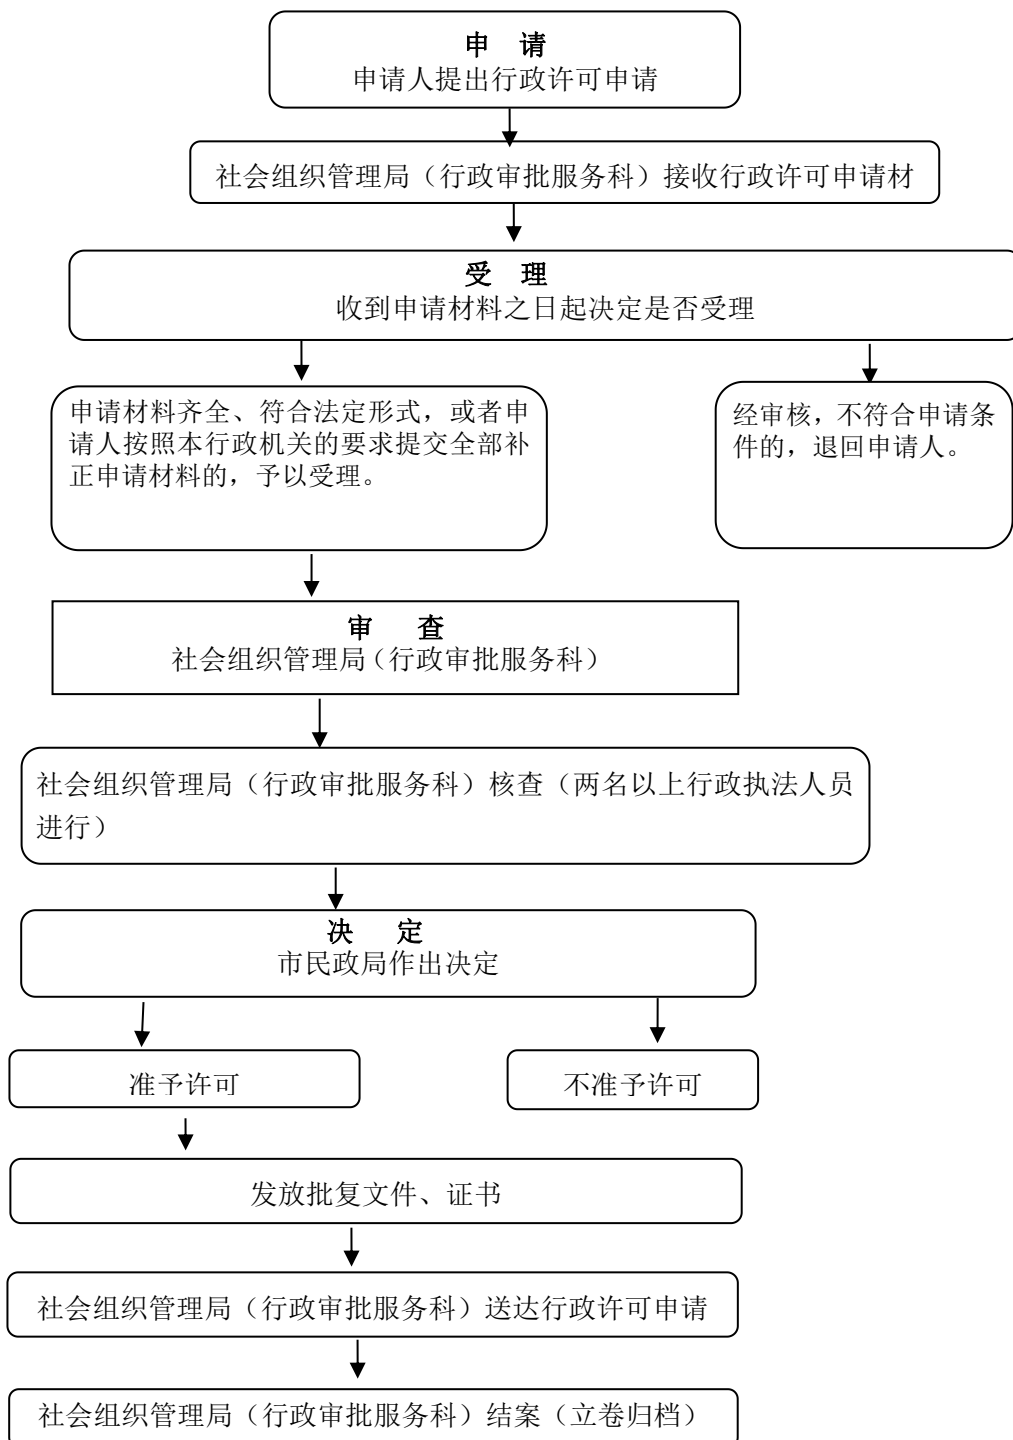 申 请
申请人提出行政许可申请
社会组织管理局（行政审批服务科）接收行政许可申请材
受 理
收到申请材料之日起决定是否受理
申请材料齐全、符合法定形式，或者申
请人按照本行政机关的要求提交全部补
正申请材料的，予以受理。
经审核，不符合申请条
件的，退回申请人。
审 查
社会组织管理局（行政审批服务科）
社会组织管理局（行政审批服务科）核查（两名以上行政执法人员
进行）
决 定
市民政局作出决定
准予许可
不准予许可
发放批复文件、证书
社会组织管理局（行政审批服务科）送达行政许可申请
社会组织管理局（行政审批服务科）结案（立卷归档）